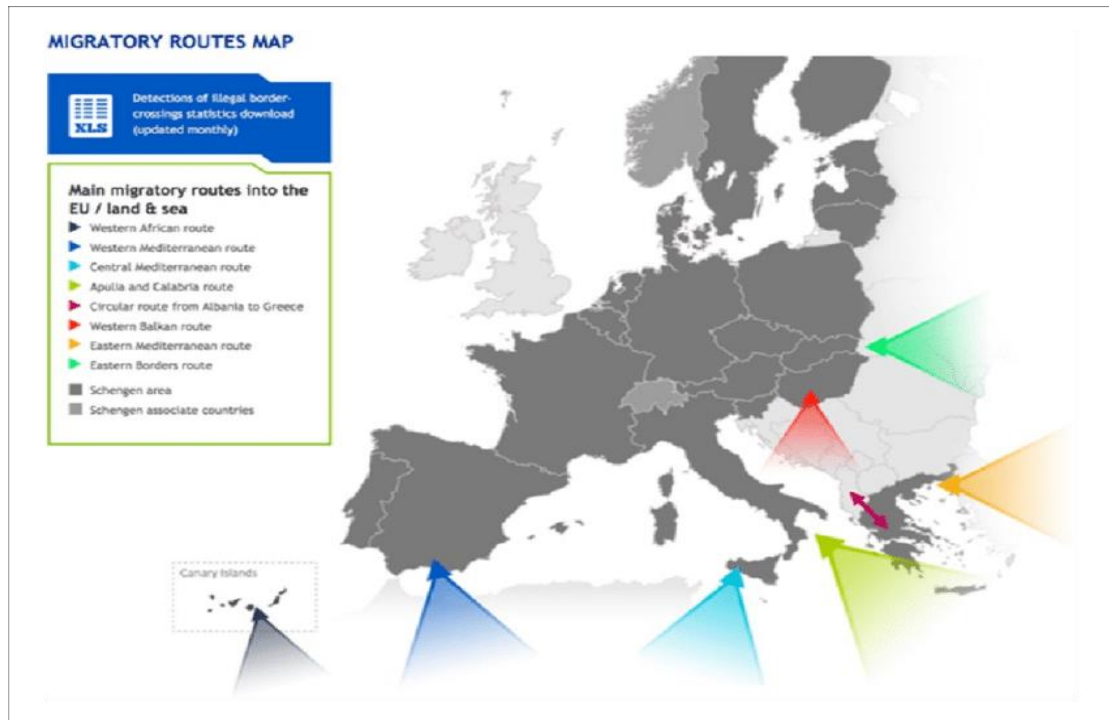 MIGRATORY ROUTES MAP
Detections of illegal border-
crossings statistics download
(updated monthly)
XLS
Main migratory routes into the
EU / land & sea
Western African route
Western Mediterranean route
Central Mediterranean route
Apulia and Calabria route
Circular route from Albania to Greece
Western Balkan route
Eastern Mediterranean route
Eastern Borders route
Schengen area
Schengen associate countries
Canary Islands